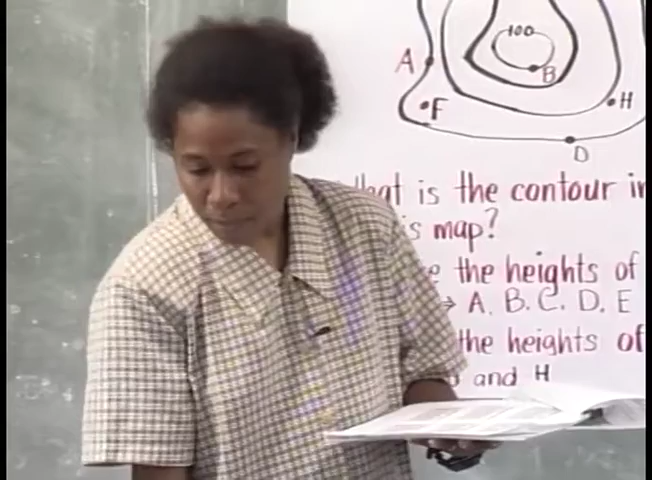 100
A
B
F
H
D
hat is the contour in
is map?
e the heights of
→ A. B. C. D. E
the heights of
and H